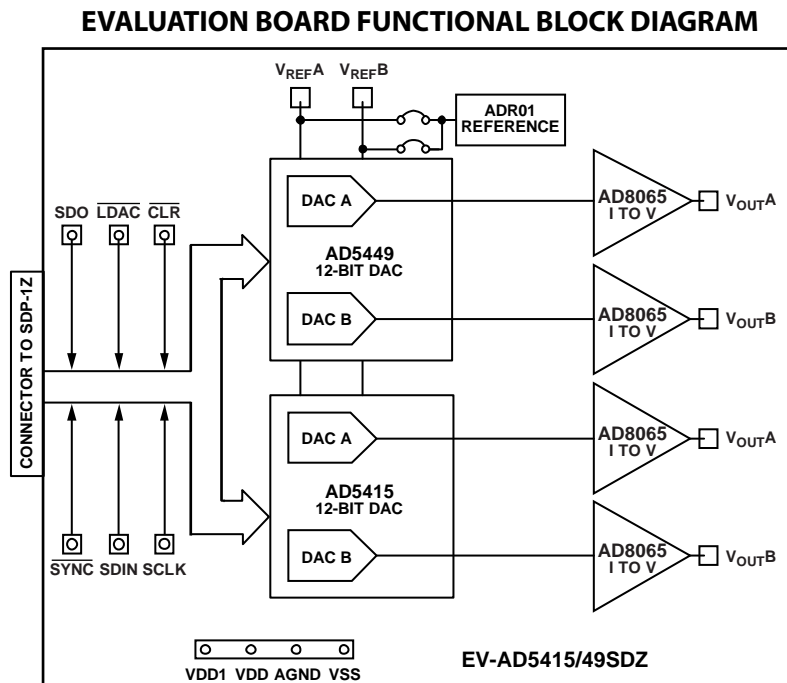 EVALUATION BOARD FUNCTIONAL BLOCK DIAGRAM
VREFA VREFB
ADR01
REFERENCE
SDO LDAC CLR
DAC A
AD8065
I TO V
VOUTA
AD5449
12-BIT DAC
DAC B
AD8065
I TO V
VOUTB
CONNECTOR TO SDP-1Z
DAC A
AD8065
I TO V
VOUTA
AD5415
12-BIT DAC
DAC B
AD8065
I TO V
VOUTB
SYNC SDIN SCLK
VDD1 VDD AGND VSS
EV-AD5415/49SDZ